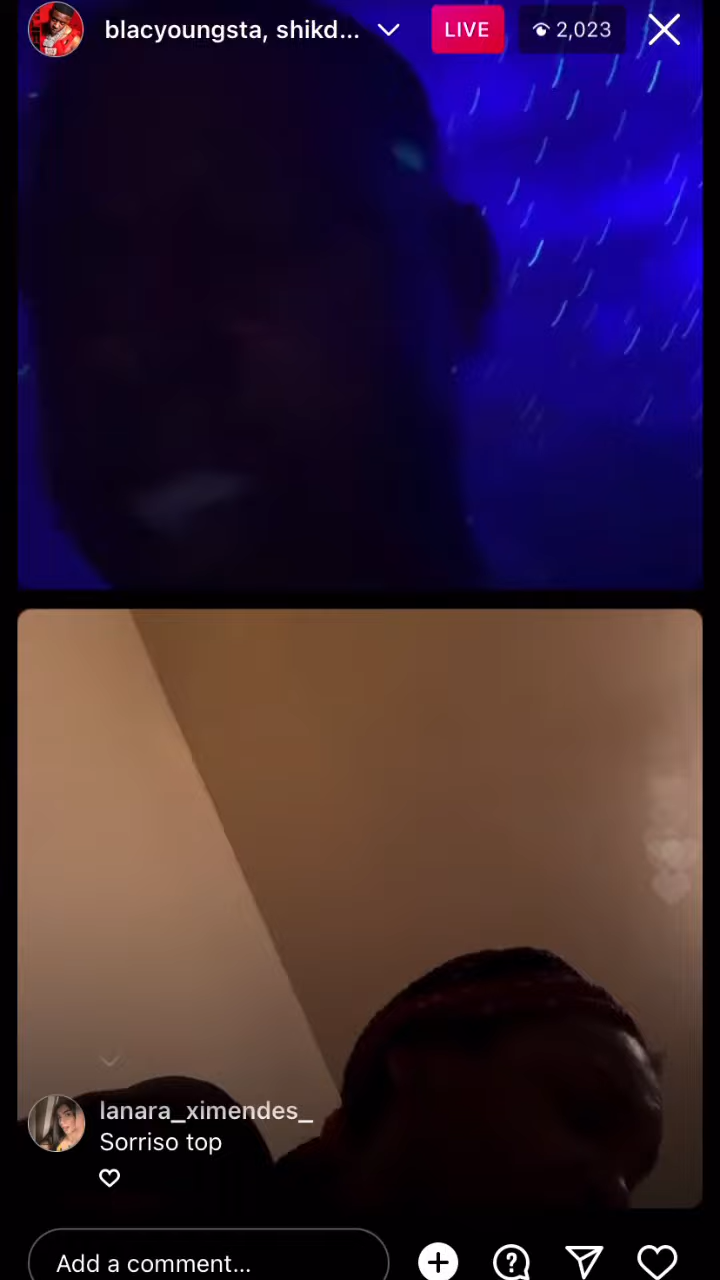 blacyoungsta, shikd...
LIVE
2,023
lanara_ximendes_
Sorriso top
Add a comment...